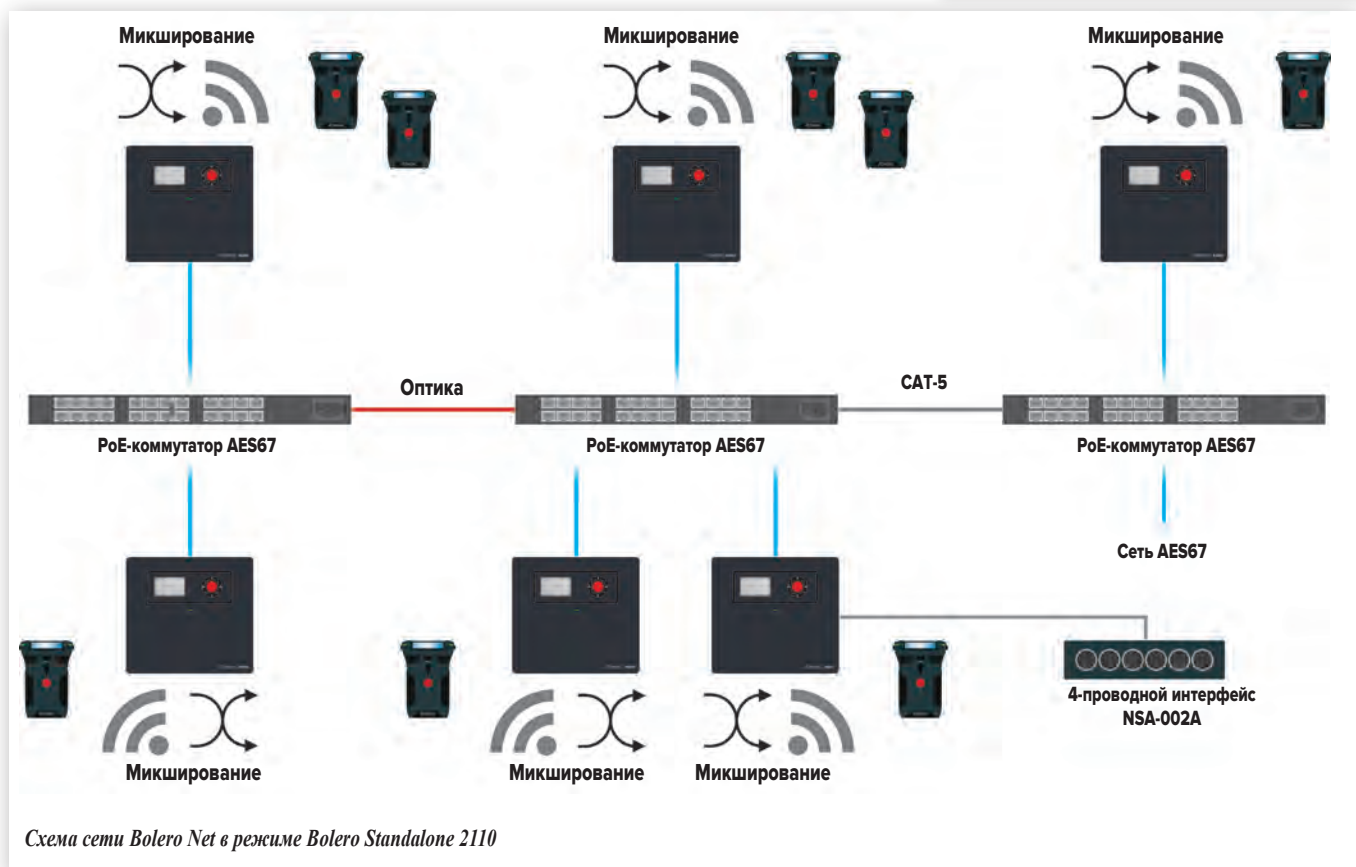 Микширование
Микширование
Микширование
Оптика
CAT-5
PoE-коммутатор AES67
PoE-коммутатор AES67
PoE-коммутатор AES67
Сеть AES67
4-проводной интерфейс
NSA-002A
Микширование
Микширование
Микширование
Схема сети Bolero Net в режиме Bolero Standalone 2110